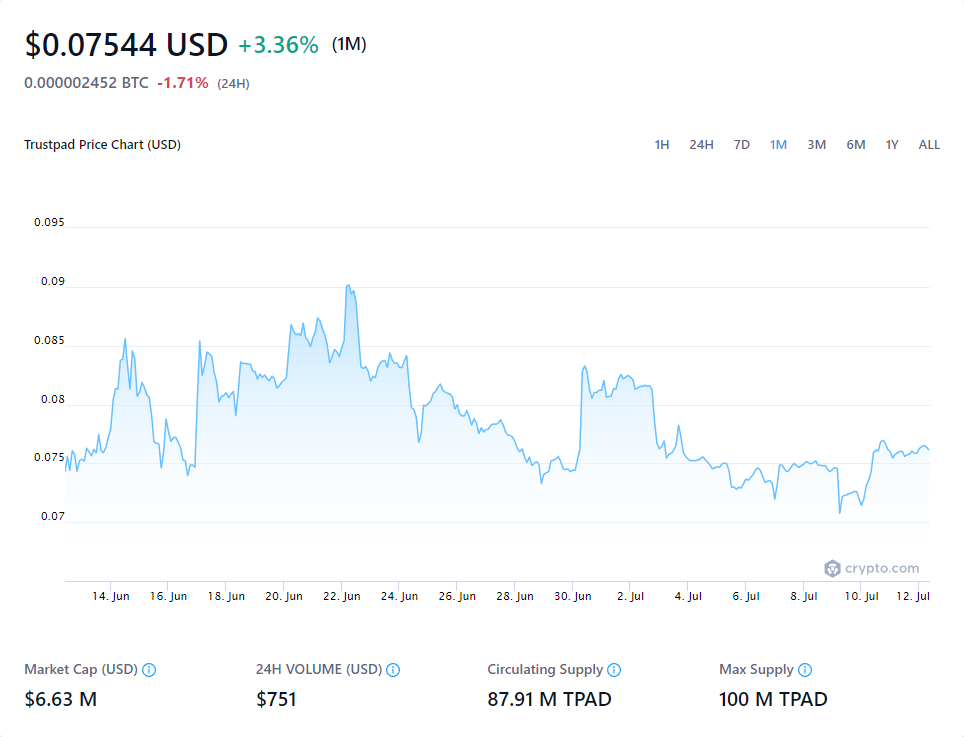 $0.07544 USD +3.36% (1M)
0.000002452 BTC -1.71% (24H)
Trustpad Price Chart (USD) 1H 24H 7D 1M 3M 6M 1Y ALL
0.095
0.09
0.085
0.08
0.075
0.07
crypto.com
14. Jun 16. Jun 18. Jun 20. Jun 22. Jun 24. Jun 26. Jun 28. Jun 30. Jun 2. Jul 4. Jul 6. Jul 8. Jul 10. Jul 12. Jul
Market Cap (USD) 24H VOLUME (USD) Circulating Supply Max Supply
$6.63 M $751 87.91 M TPAD 100 M TPAD